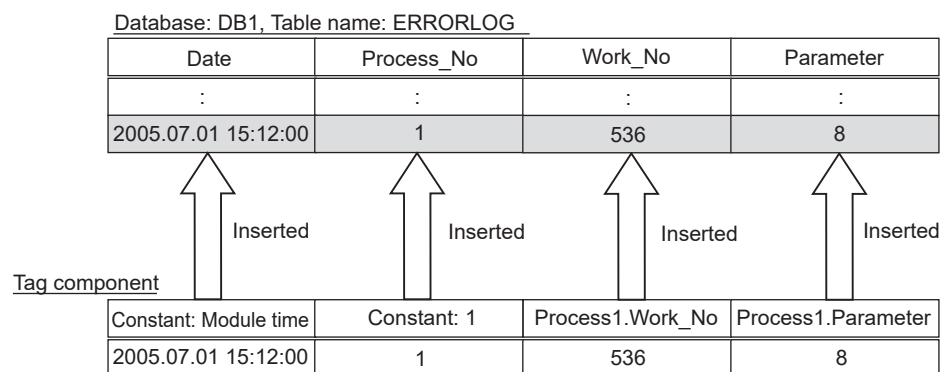 Database: DB1, Table name: ERRORLOG
Date Process_No Work_No Parameter
: : : :
2005.07.01 15:12:00 1 536 8
Inserted Inserted Inserted Inserted
Tag component
Constant: Module time Constant: 1 Process1.Work_No Process1.Parameter
2005.07.01 15:12:00 1 536 8